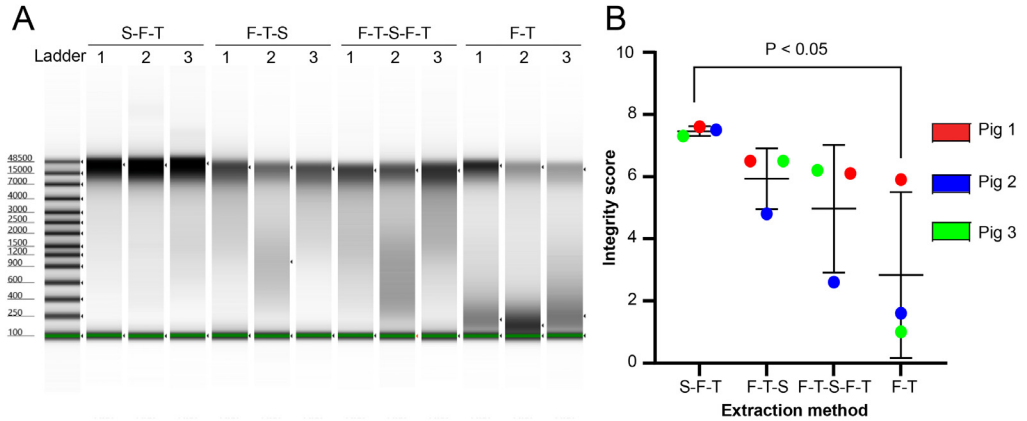 A
S-F-T F-T-S F-T-S-F-T F-T
Ladder 1 2 3 1 2 3 1 2 3 1 2 3
48500
15000
7000
4000
3000
2500
2000
1500
1200
900
600
400
250
100
B
P < 0.05
10
8
6
4
2
0
Integrity score
S-F-T F-T-S F-T-S-F-T F-T
Extraction method
Pig 1
Pig 2
Pig 3